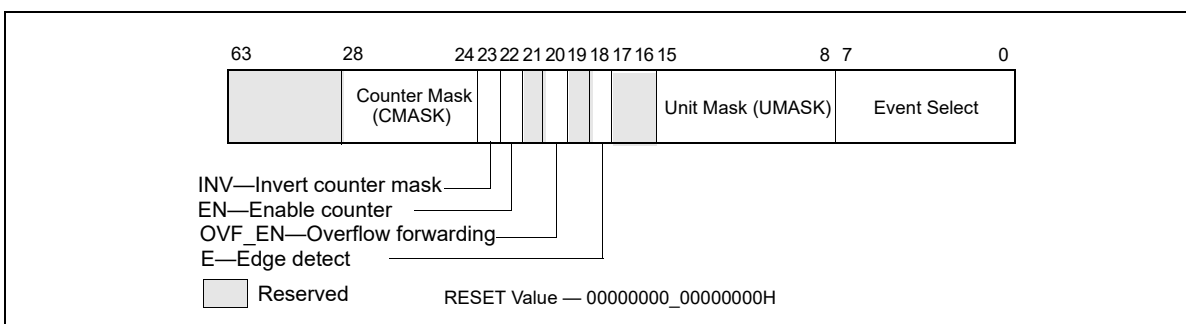 63 28 24 23 22 21 20 19 18 17 16 15 8 7 0
Counter Mask
(CMASK)
Unit Mask (UMASK)
Event Select
INV—Invert counter mask
EN—Enable counter
OVF_EN—Overflow forwarding
E—Edge detect
Reserved
RESET Value — 00000000_00000000H